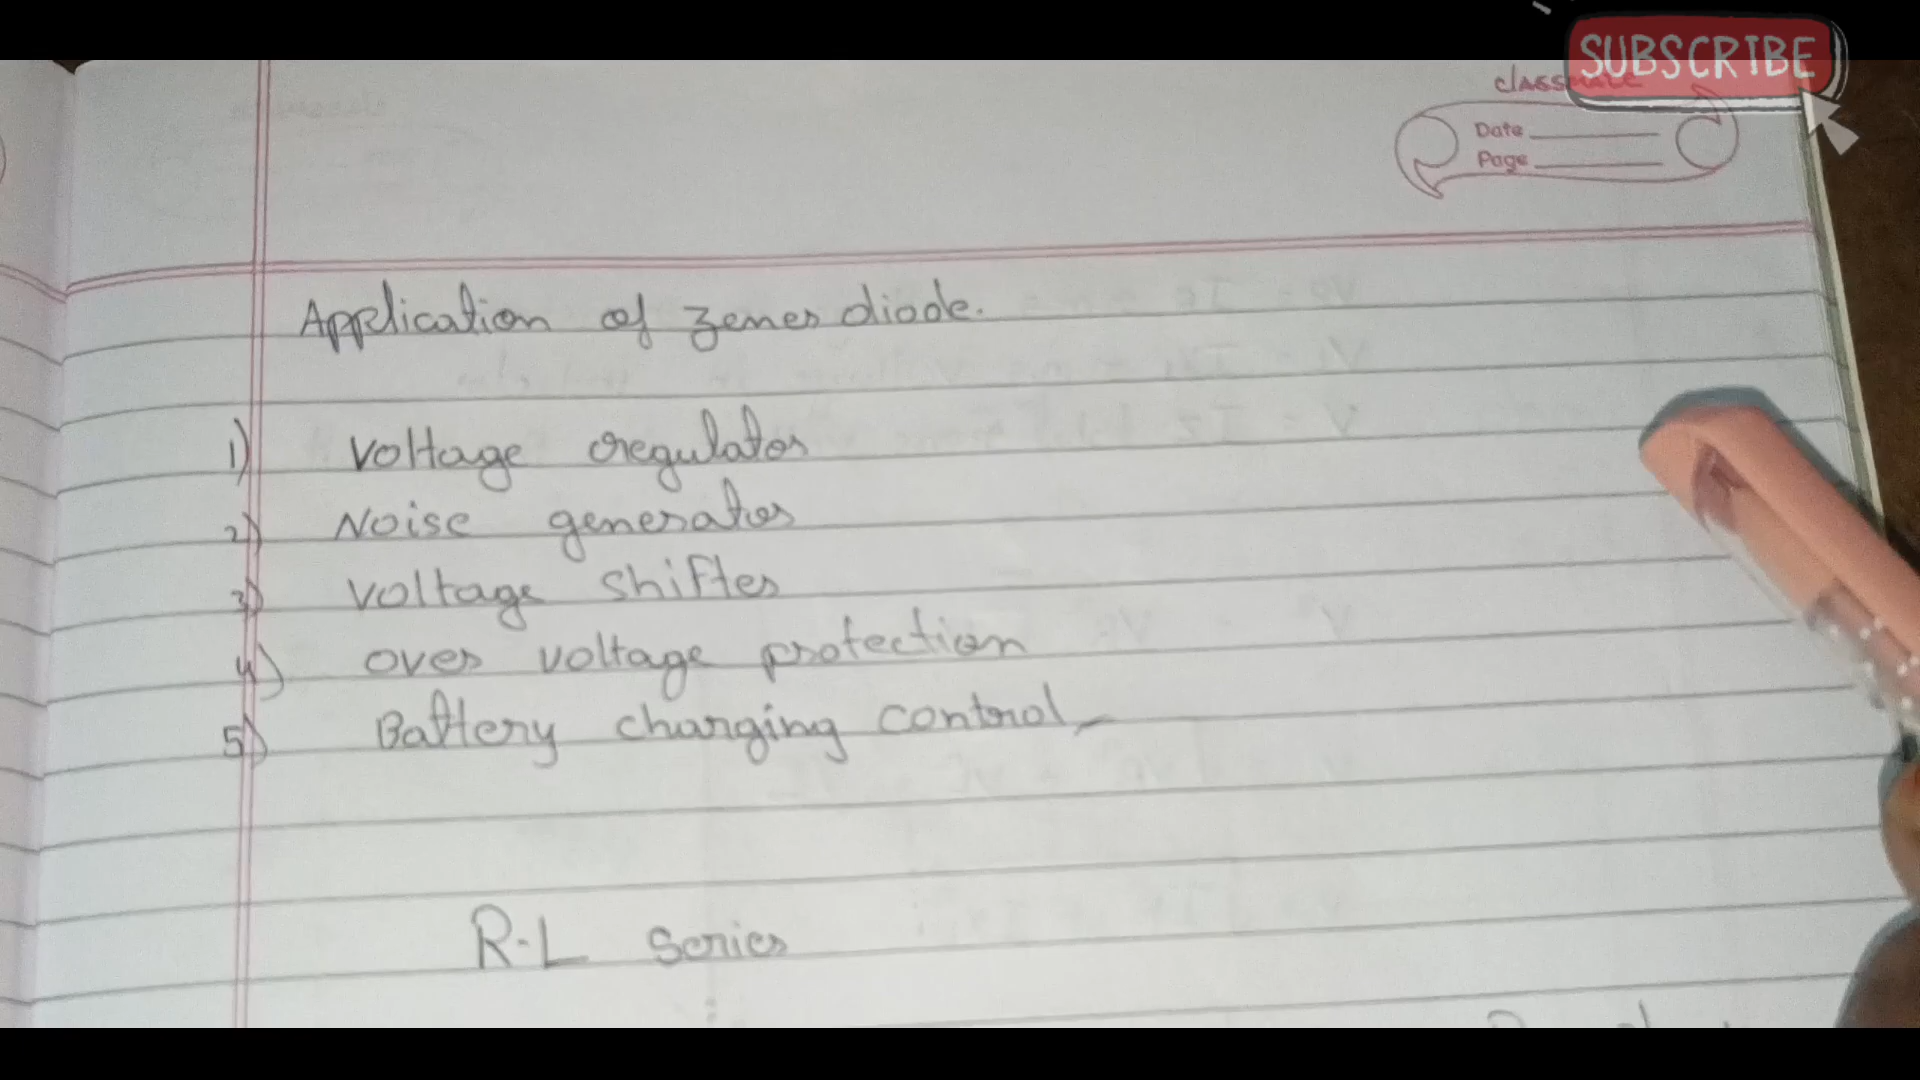 SUBSCRIBE
classmate
Date
Page
Application of zener diode.
1) Voltage regulator
2) Noise generator
3) Voltage shifter
4) over voltage protection
5) Battery charging control
R-L Series